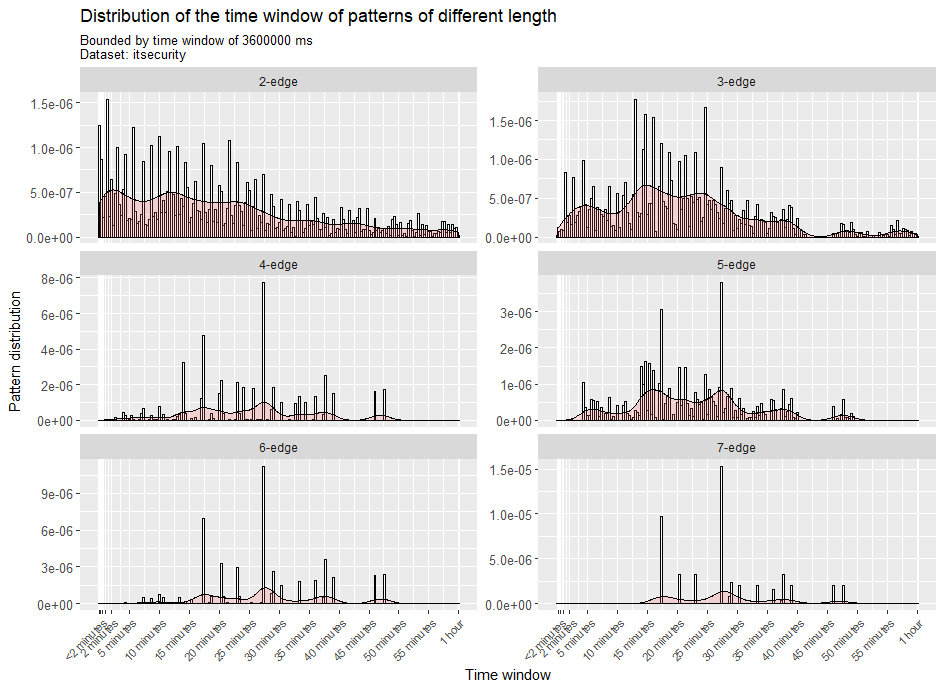 Distribution of the time window of patterns of different length
Bounded by time window of 3600000 ms
Dataset: itsecurity
2-edge
3-edge
1.5e-06
1.0e-06
5.0e-07
0.0e+00
1.5e-06
1.0e-06
5.0e-07
0.0e+00
4-edge
5-edge
8e-06
6e-06
4e-06
2e-06
0e+00
3e-06
2e-06
1e-06
0e+00
Pattern distribution
6-edge
7-edge
9e-06
6e-06
3e-06
0e+00
1.5e-05
1.0e-05
5.0e-06
0.0e+00
<2 minutes
2 minutes
5 minutes
10 minutes
15 minutes
20 minutes
25 minutes
30 minutes
35 minutes
40 minutes
45 minutes
50 minutes
55 minutes
1 hour
<2 minutes
2 minutes
5 minutes
10 minutes
15 minutes
20 minutes
25 minutes
30 minutes
35 minutes
40 minutes
45 minutes
50 minutes
55 minutes
1 hour
Time window